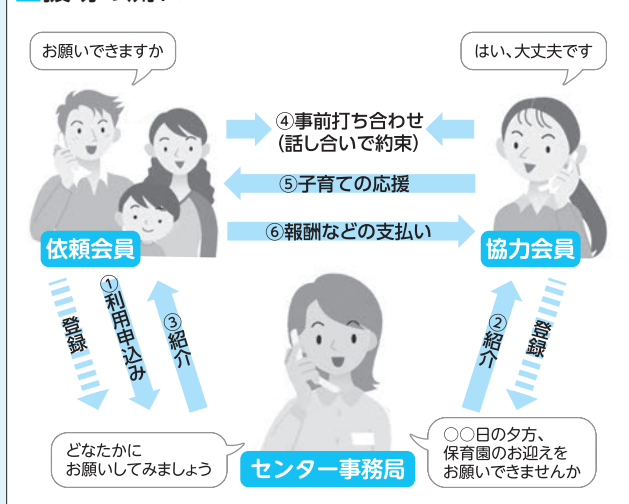 お願いできますか
はい、大丈夫です
④事前打ち合わせ
（話し合いで約束）
⑤子育ての応援
⑥報酬などの支払い
依頼会員
協力会員
登録
①利用申込み
③紹介
②紹介
登録
どなたかに
お願いしてみましょう
センター事務局
○○日の夕方、
保育園のお迎えを
お願いできませんか